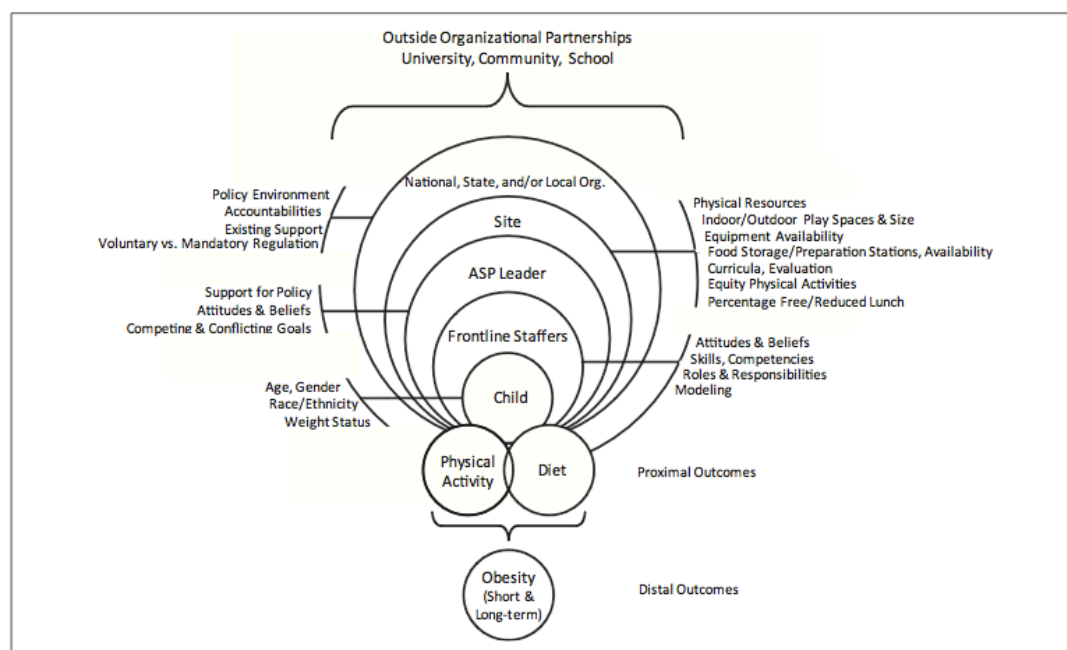 Outside Organizational Partnerships
University, Community, School
National, State, and/or Local Org.
Policy Environment
Accountabilities
Existing Support
Voluntary vs. Mandatory Regulation
Physical Resources
Indoor/Outdoor Play Spaces & Size
Equipment Availability
Food Storage/Preparation Stations, Availability
Curricula, Evaluation
Equity Physical Activities
Percentage Free/Reduced Lunch
Site
ASP Leader
Support for Policy
Attitudes & Beliefs
Competing & Conflicting Goals
Frontline Staffers
Attitudes & Beliefs
Skills, Competencies
Roles & Responsibilities
Modeling
Child
Age, Gender
Race/Ethnicity
Weight Status
Physical
Activity
Diet
Proximal Outcomes
Obesity
(Short &
Long-term)
Distal Outcomes